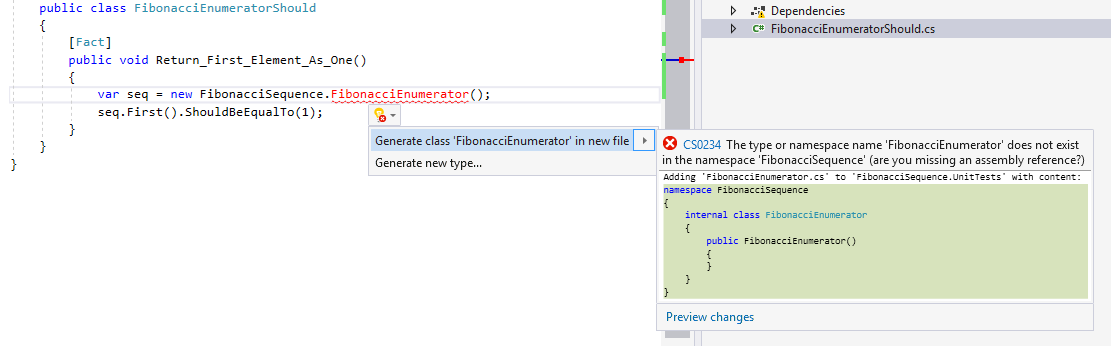 public class FibonacciEnumeratorShould
{
[Fact]
public void Return_First_Element_As_One()
{
var seq = new FibonacciSequence.FibonacciEnumerator();
seq.First().ShouldBeEqualTo(1);
}
}
}
Generate class 'FibonacciEnumerator' in new file
Generate new type...
Dependencies
C# FibonacciEnumeratorShould.cs
CS0234 The type or namespace name 'FibonacciEnumerator' does not exist
in the namespace 'FibonacciSequence' (are you missing an assembly reference?)
Adding 'FibonacciEnumerator.cs' to 'FibonacciSequence.UnitTests' with content:
namespace FibonacciSequence
{
internal class FibonacciEnumerator
{
public FibonacciEnumerator()
{
}
}
}
Preview changes